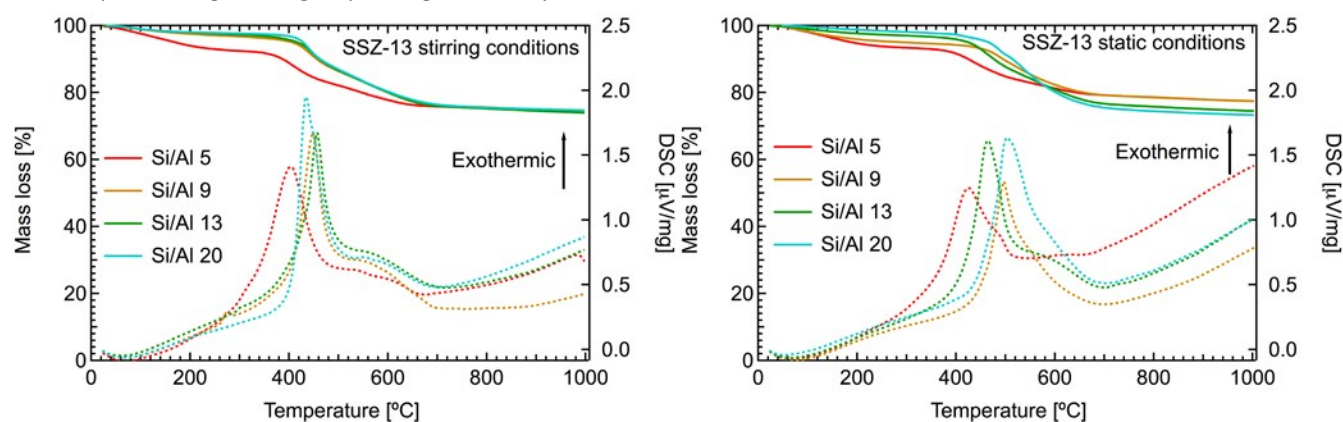 SSZ-13 stirring conditions
Mass loss [%]
100
80
60
40
20
0
Si/Al 5
Si/Al 9
Si/Al 13
Si/Al 20
Exothermic
2.5
2.0
1.5
1.0
0.5
0.0
DSC [µV/mg]
0
200
400
600
800
1000
Temperature [ºC]
SSZ-13 static conditions
Mass loss [%]
100
80
60
40
20
0
Si/Al 5
Si/Al 9
Si/Al 13
Si/Al 20
Exothermic
2.5
2.0
1.5
1.0
0.5
0.0
DSC [µV/mg]
0
200
400
600
800
1000
Temperature [ºC]